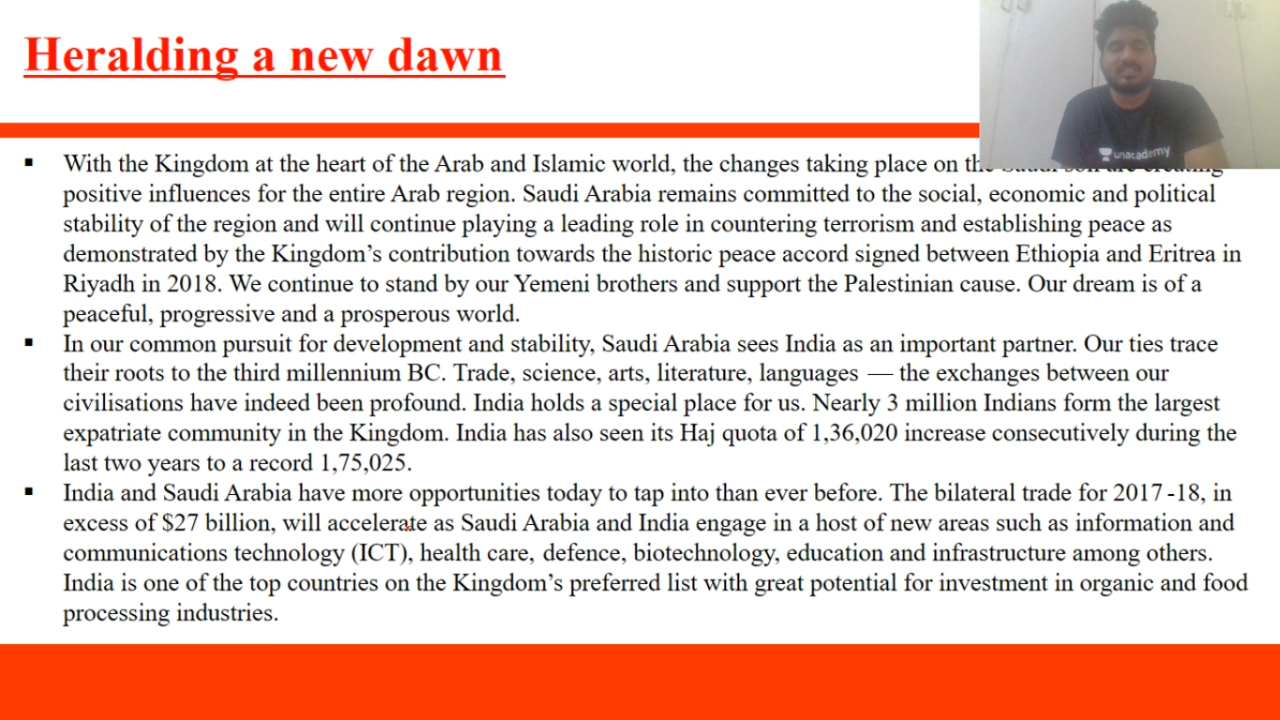 Heralding a new dawn
unacademy
▪ With the Kingdom at the heart of the Arab and Islamic world, the changes taking place on the Saudi soil are creating
positive influences for the entire Arab region. Saudi Arabia remains committed to the social, economic and political
stability of the region and will continue playing a leading role in countering terrorism and establishing peace as
demonstrated by the Kingdom’s contribution towards the historic peace accord signed between Ethiopia and Eritrea in
Riyadh in 2018. We continue to stand by our Yemeni brothers and support the Palestinian cause. Our dream is of a
peaceful, progressive and a prosperous world.
▪ In our common pursuit for development and stability, Saudi Arabia sees India as an important partner. Our ties trace
their roots to the third millennium BC. Trade, science, arts, literature, languages — the exchanges between our
civilisations have indeed been profound. India holds a special place for us. Nearly 3 million Indians form the largest
expatriate community in the Kingdom. India has also seen its Haj quota of 1,36,020 increase consecutively during the
last two years to a record 1,75,025.
▪ India and Saudi Arabia have more opportunities today to tap into than ever before. The bilateral trade for 2017-18, in
excess of $27 billion, will accelerate as Saudi Arabia and India engage in a host of new areas such as information and
communications technology (ICT), health care, defence, biotechnology, education and infrastructure among others.
India is one of the top countries on the Kingdom’s preferred list with great potential for investment in organic and food
processing industries.